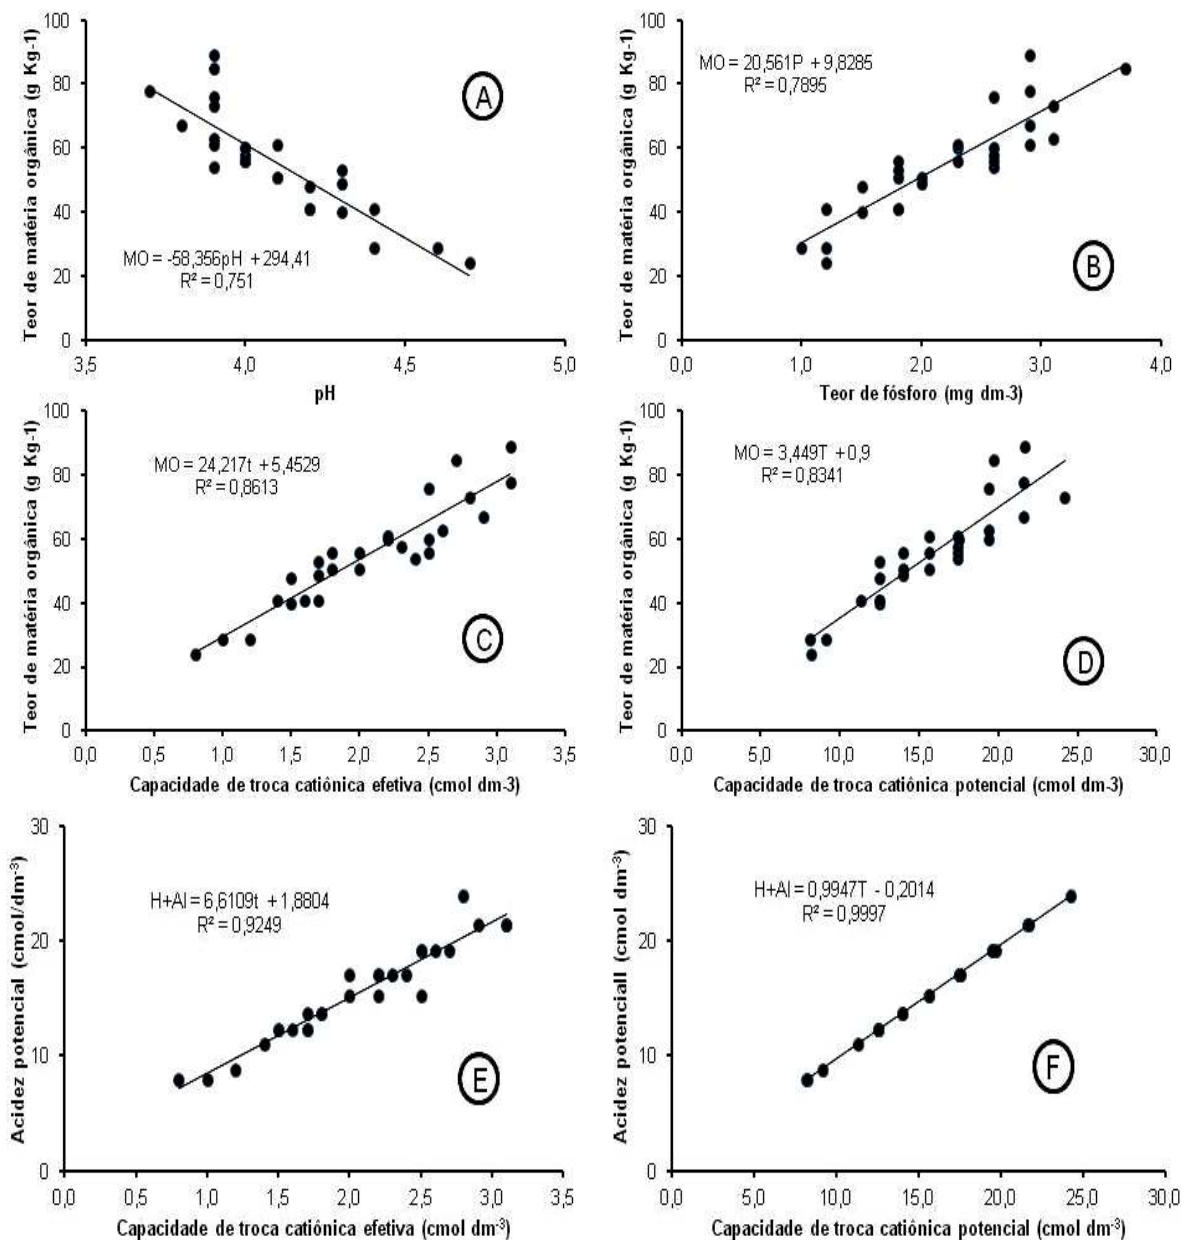 Teor de matéria orgânica (g Kg-1)
100
80
60
40
20
0
A
MO = -58,356pH + 294,41
R² = 0,751
3,5 4,0 4,5 5,0
pH
Teor de matéria orgânica (g Kg-1)
100
80
60
40
20
0
MO = 20,561P + 9,8285
R² = 0,7895
B
0,0 1,0 2,0 3,0 4,0
Teor de fósforo (mg dm-3)
Teor de matéria orgânica (g Kg-1)
100
80
60
40
20
0
MO = 24,217t + 5,4529
R² = 0,8613
C
0,0 0,5 1,0 1,5 2,0 2,5 3,0 3,5
Capacidade de troca catiônica efetiva (cmol dm-3)
Teor de matéria orgânica (g Kg-1)
100
80
60
40
20
0
MO = 3,449T + 0,9
R² = 0,8341
D
0,0 5,0 10,0 15,0 20,0 25,0 30,0
Capacidade de troca catiônica potencial (cmol dm-3)
Acidez potencial (cmol/dm-³)
30
20
10
0
H+Al = 6,6109t + 1,8804
R² = 0,9249
E
0,0 0,5 1,0 1,5 2,0 2,5 3,0 3,5
Capacidade de troca catiônica efetiva (cmol dm-³)
Acidez potenciall (cmol dm-³)
30
20
10
0
H+Al = 0,9947T - 0,2014
R² = 0,9997
F
0,0 5,0 10,0 15,0 20,0 25,0 30,0
Capacidade de troca catiônica potencial (cmol dm-³)